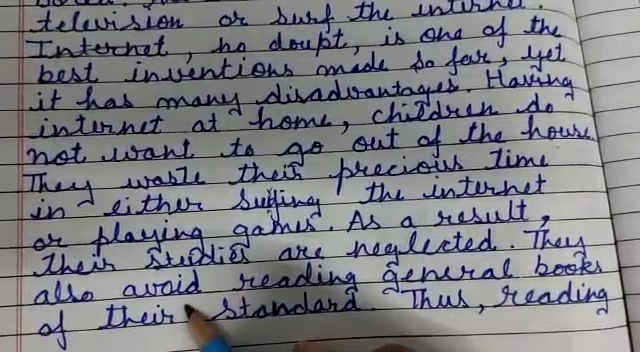 television or surf the internet.
Internet, no doupt, is one of the
best inventions made so far, yet
it has many disadvantages. Having
internet at home, children do
not want to go out of the house.
They waste their precious time
in either surfing the internet
or playing games. As a result,
their studies are neglected. They
also avoid reading general books
of their standard. Thus, reading